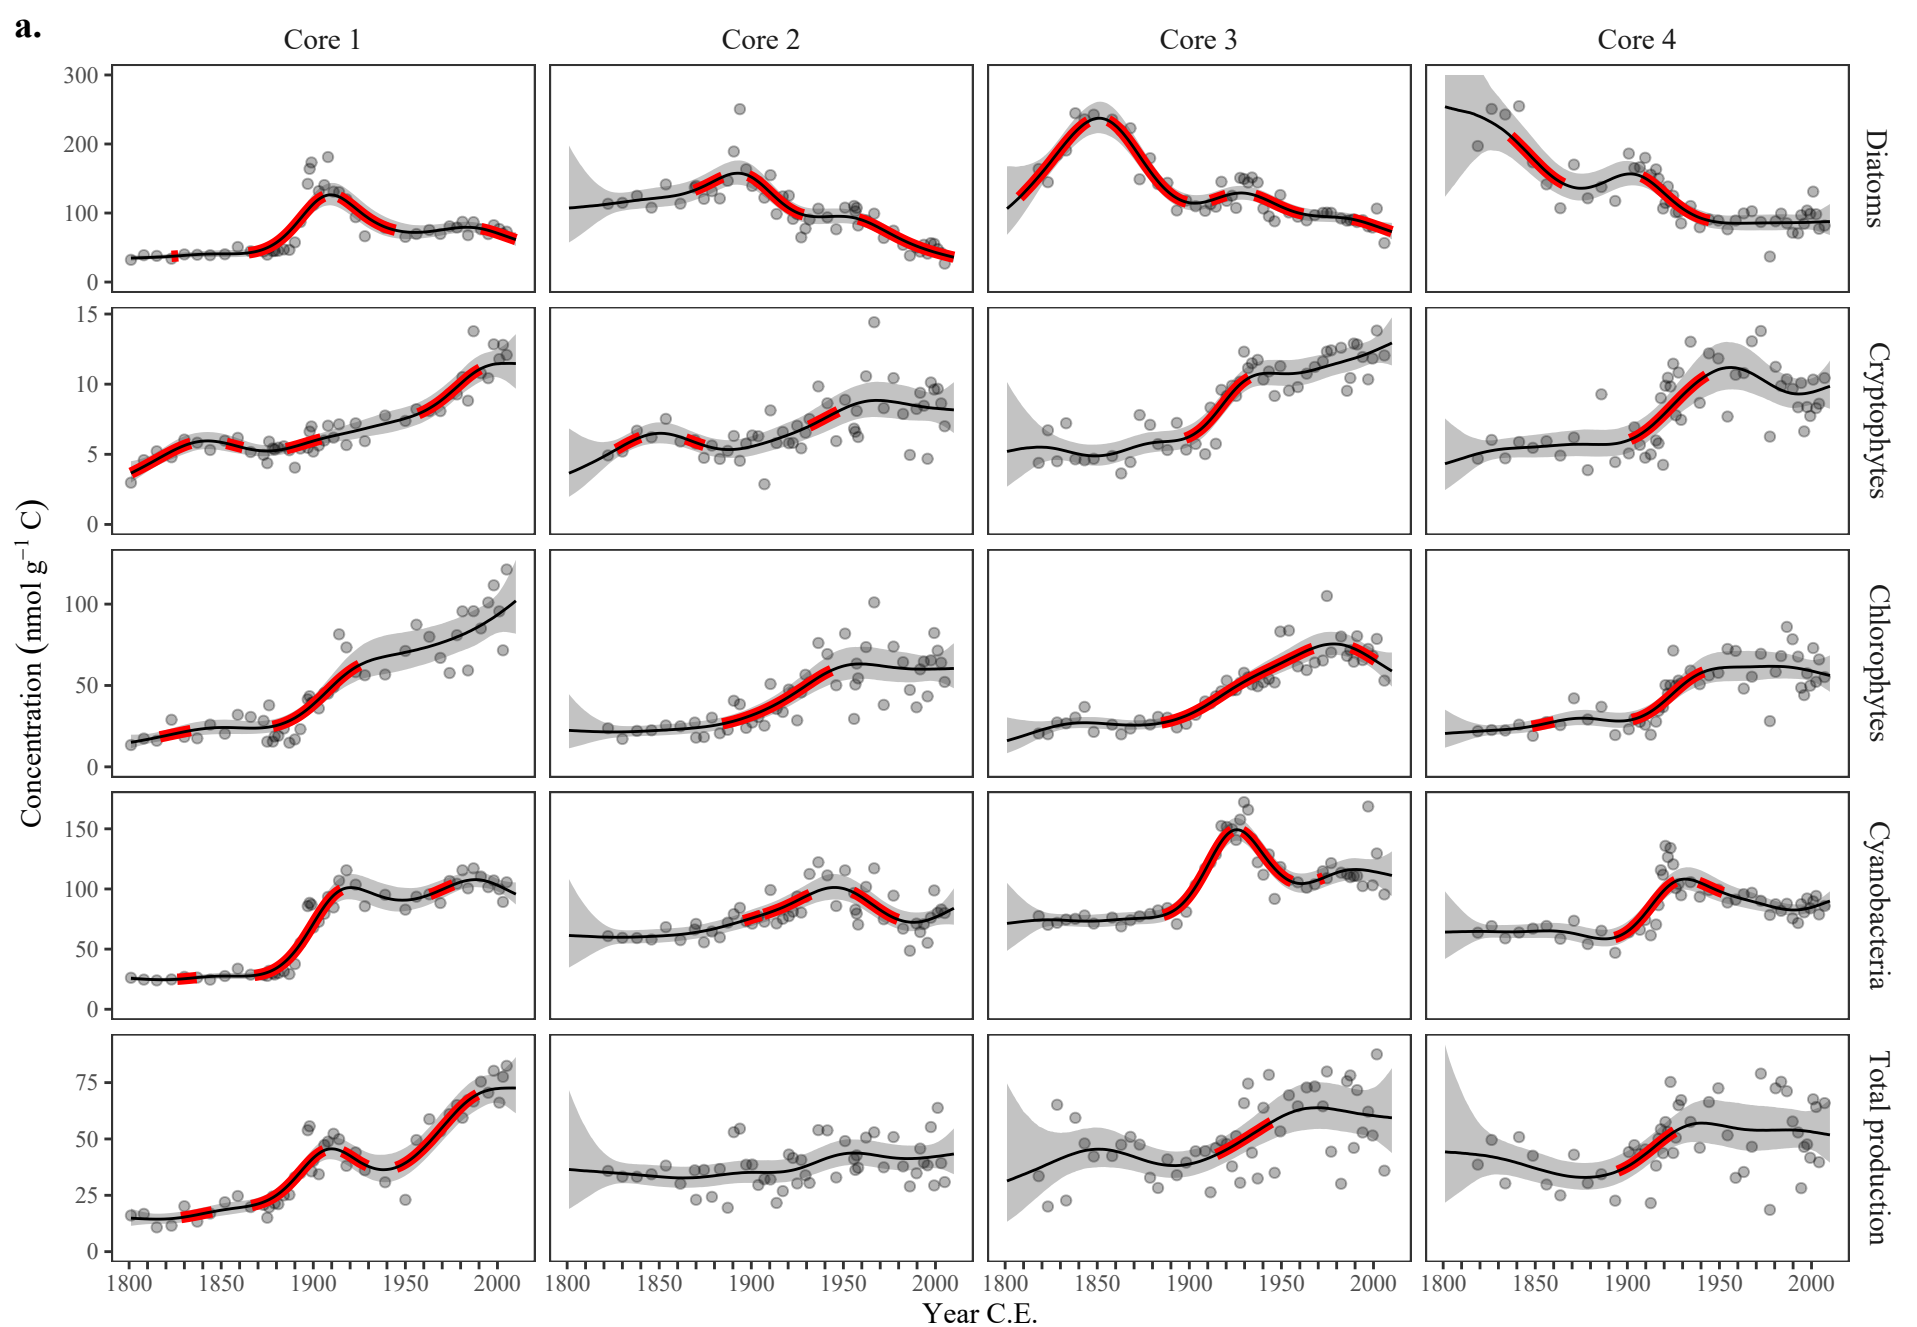 a.
Core 1 Core 2 Core 3 Core 4
300
200
100
0
Diatoms
15
10
5
0
Cryptophytes
100
50
0
Chlorophytes
150
100
50
0
Cyanobacteria
75
50
25
0
Total production
Concentration (nmol g⁻¹ C)
1800 1850 1900 1950 2000 1800 1850 1900 1950 2000 1800 1850 1900 1950 2000 1800 1850 1900 1950 2000
Year C.E.